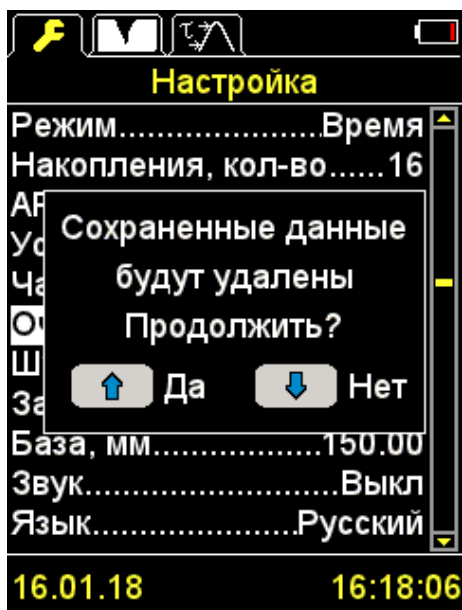 Настройка
Режим.....................Время
Накопления, кол-во......16
Сохраненные данные
будут удалены
Продолжить?
Да Нет
База, мм.................150.00
Звук..........................Выкл
Язык.....................Русский
16.01.18 16:18:06